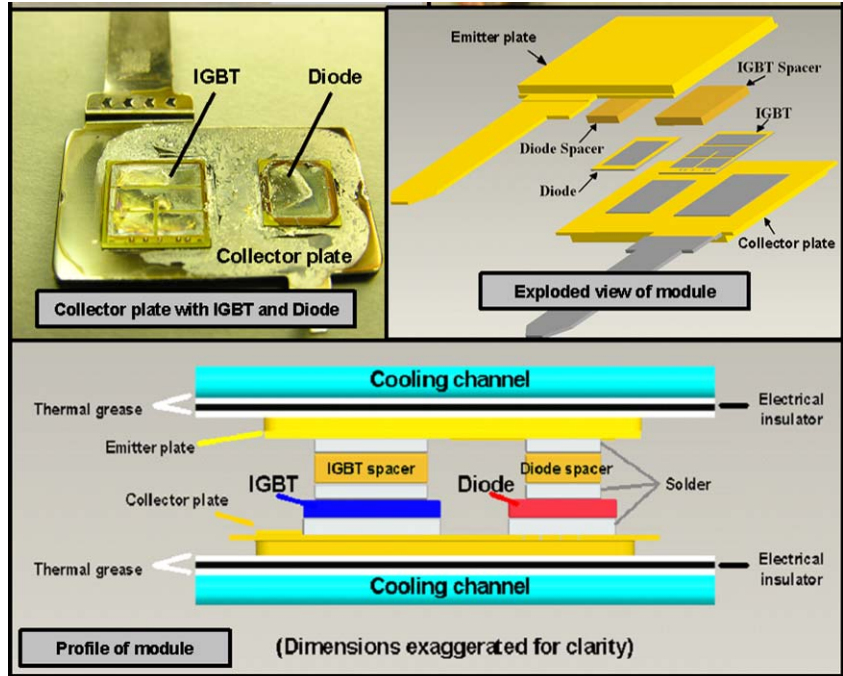 IGBT
Diode
Collector plate
Collector plate with IGBT and Diode
Emitter plate
IGBT Spacer
IGBT
Diode Spacer
Diode
Collector plate
Exploded view of module
Cooling channel
Thermal grease
Electrical
insulator
Emitter plate
IGBT spacer
Diode spacer
IGBT
Diode
Solder
Collector plate
Thermal grease
Electrical
insulator
Cooling channel
Profile of module
(Dimensions exaggerated for clarity)